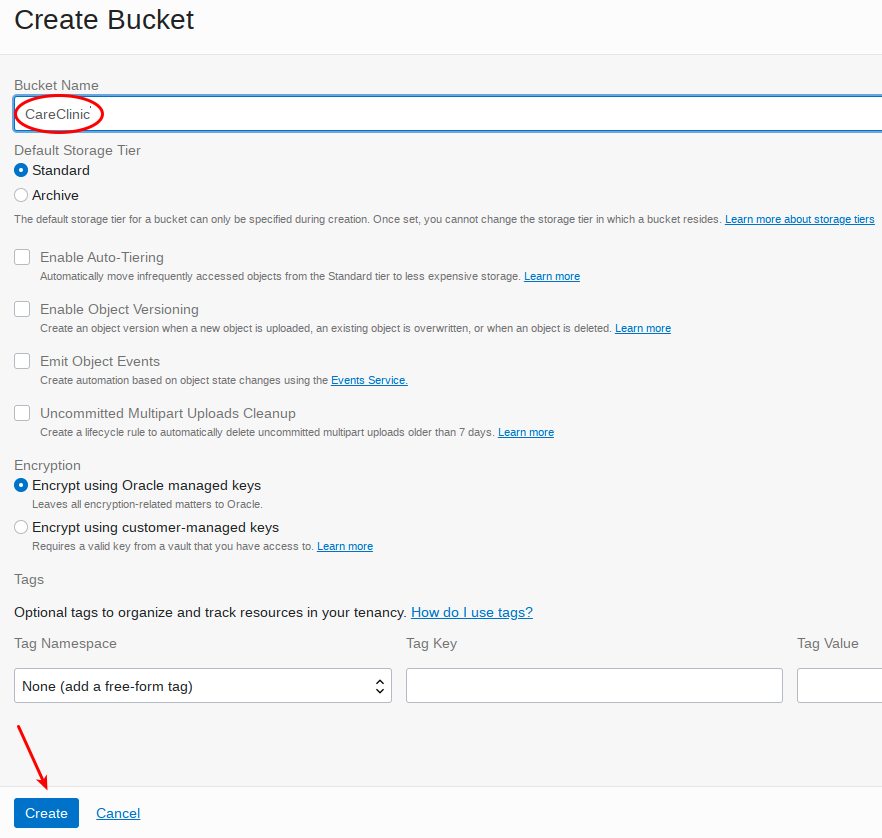 Create Bucket
Bucket Name
CareClinic
Default Storage Tier
Standard
Archive
The default storage tier for a bucket can only be specified during creation. Once set, you cannot change the storage tier in which a bucket resides. Learn more about storage tiers
Enable Auto-Tiering
Automatically move infrequently accessed objects from the Standard tier to less expensive storage. Learn more
Enable Object Versioning
Create an object version when a new object is uploaded, an existing object is overwritten, or when an object is deleted. Learn more
Emit Object Events
Create automation based on object state changes using the Events Service.
Uncommitted Multipart Uploads Cleanup
Create a lifecycle rule to automatically delete uncommitted multipart uploads older than 7 days. Learn more
Encryption
Encrypt using Oracle managed keys
Leaves all encryption-related matters to Oracle.
Encrypt using customer-managed keys
Requires a valid key from a vault that you have access to. Learn more
Tags
Optional tags to organize and track resources in your tenancy. How do I use tags?
Tag Namespace Tag Key Tag Value
None (add a free-form tag)
Create Cancel